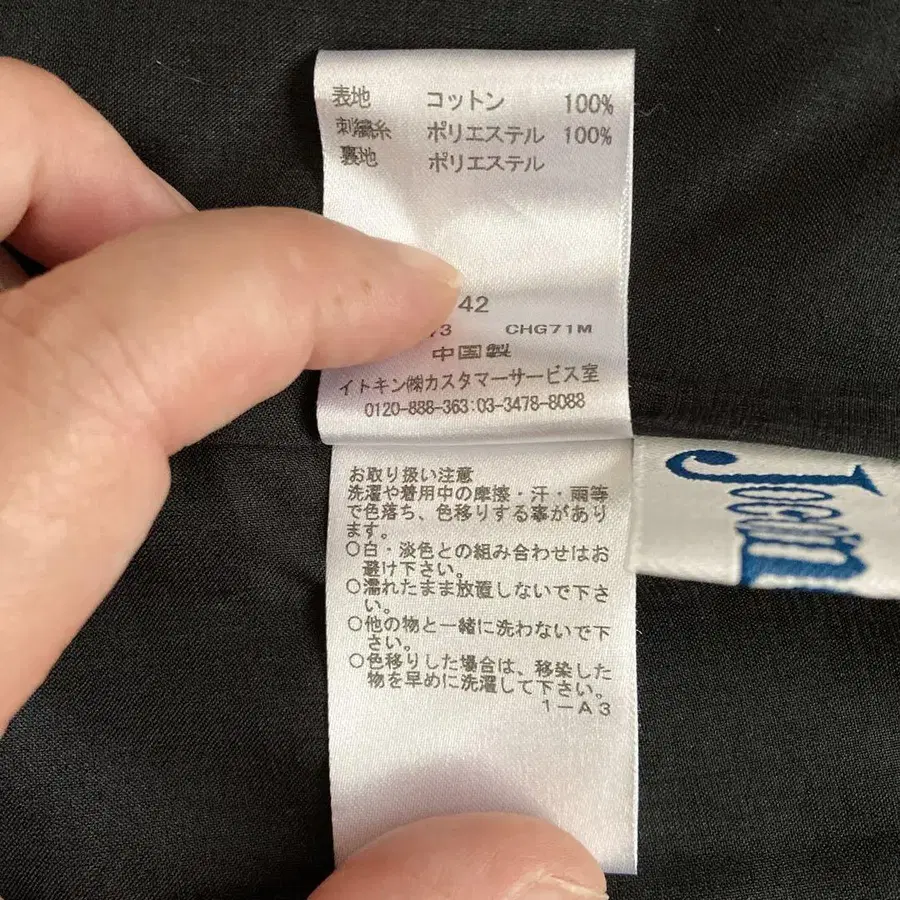 表地 コットン 100%
刺繍糸 ポリエステル 100%
裏地 ポリエステル
42
73 CHG71M
中国製
イトキン㈱カスタマーサービス室
0120-888-363:03-3478-8088
お取り扱い注意
洗濯や着用中の摩擦・汗・雨等
で色落ち、色移りする事があり
ます。
○白・淡色との組み合わせはお
避け下さい。
○濡れたまま放置しないで下さ
い。
○他の物と一緒に洗わないで下
さい。
○色移りした場合は、移染した
物を早めに洗濯して下さい。
1-A3
Jocom